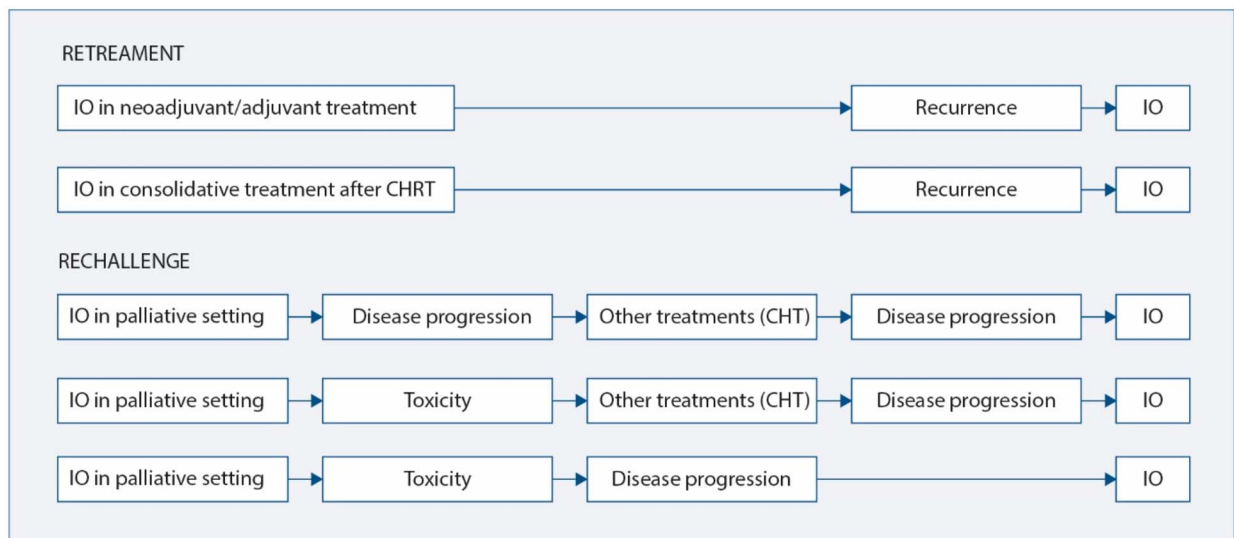 RETREAMENT
IO in neoadjuvant/adjuvant treatment Recurrence IO
IO in consolidative treatment after CHRT Recurrence IO
RECHALLENGE
IO in palliative setting Disease progression Other treatments (CHT) Disease progression IO
IO in palliative setting Toxicity Other treatments (CHT) Disease progression IO
IO in palliative setting Toxicity Disease progression IO